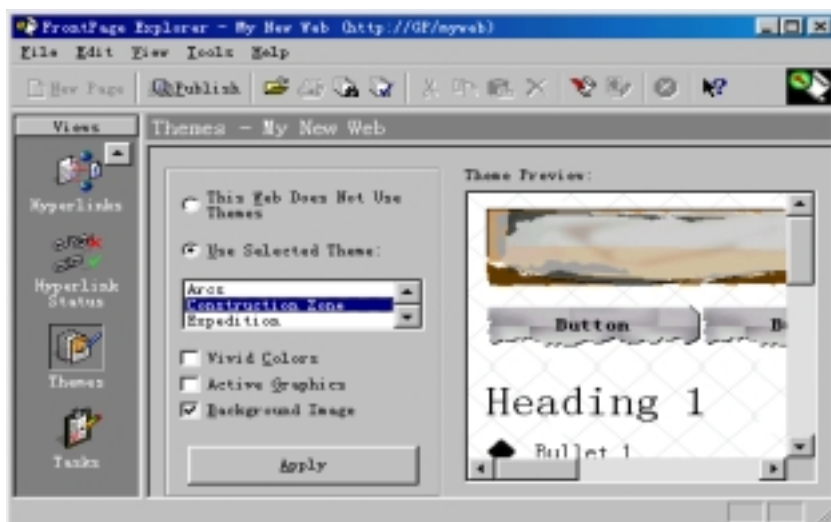 FrontPage Explorer - My New Web (http://GP/myweb)
File Edit View Tools Help
New Page Publish
Views
Themes - My New Web
Hyperlinks
Hyperlink
Status
Themes
Tasks
This Web Does Not Use
Themes
Use Selected Theme:
Arcs
Construction Zone
Expedition
Vivid Colors
Active Graphics
Background Image
Apply
Theme Preview:
Button
Heading 1
Bullet 1